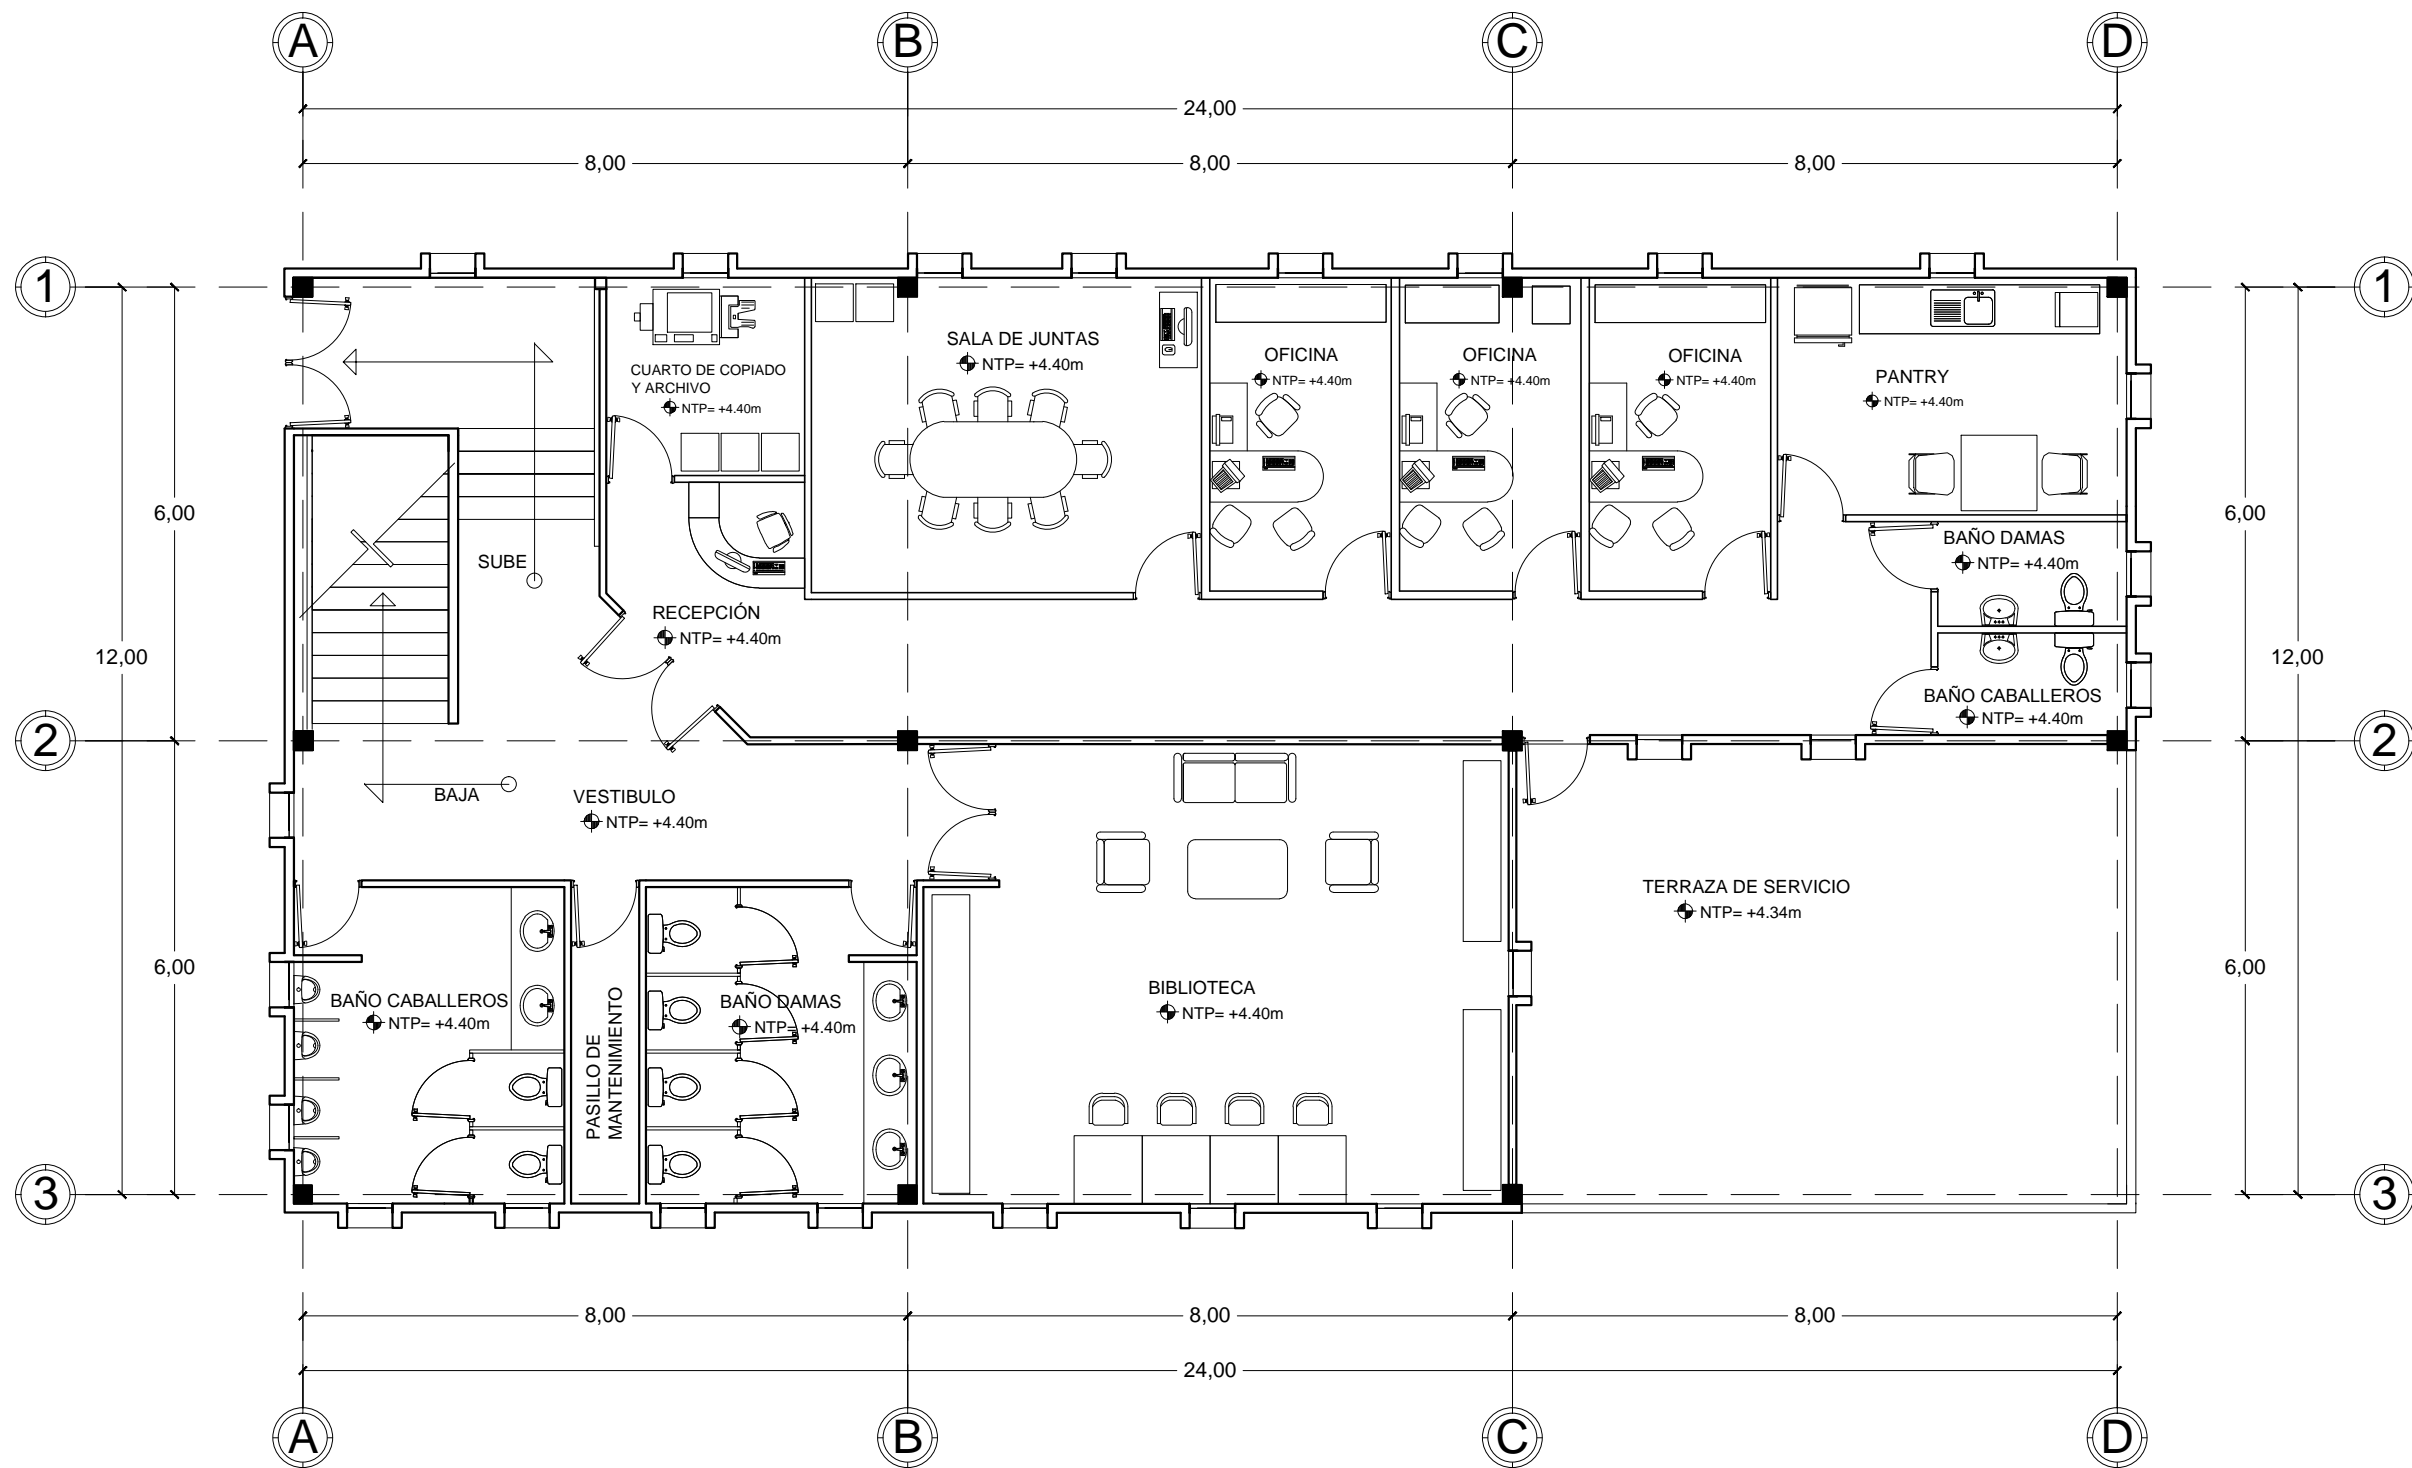 A
B
C
D
24,00
8,00
8,00
8,00
1
1
SALA DE JUNTAS
NTP= +4.40m
OFICINA
NTP= +4.40m
OFICINA
NTP= +4.40m
OFICINA
NTP= +4.40m
CUARTO DE COPIADO
Y ARCHIVO
NTP= +4.40m
PANTRY
NTP= +4.40m
6,00
6,00
SUBE
BAÑO DAMAS
NTP= +4.40m
RECEPCIÓN
NTP= +4.40m
12,00
12,00
BAÑO CABALLEROS
NTP= +4.40m
2
2
BAJA
VESTIBULO
NTP= +4.40m
TERRAZA DE SERVICIO
NTP= +4.34m
6,00
6,00
BAÑO CABALLEROS
NTP= +4.40m
PASILLO DE
MANTENIMIENTO
BAÑO DAMAS
NTP= +4.40m
BIBLIOTECA
NTP= +4.40m
3
3
8,00
8,00
8,00
24,00
A
B
C
D